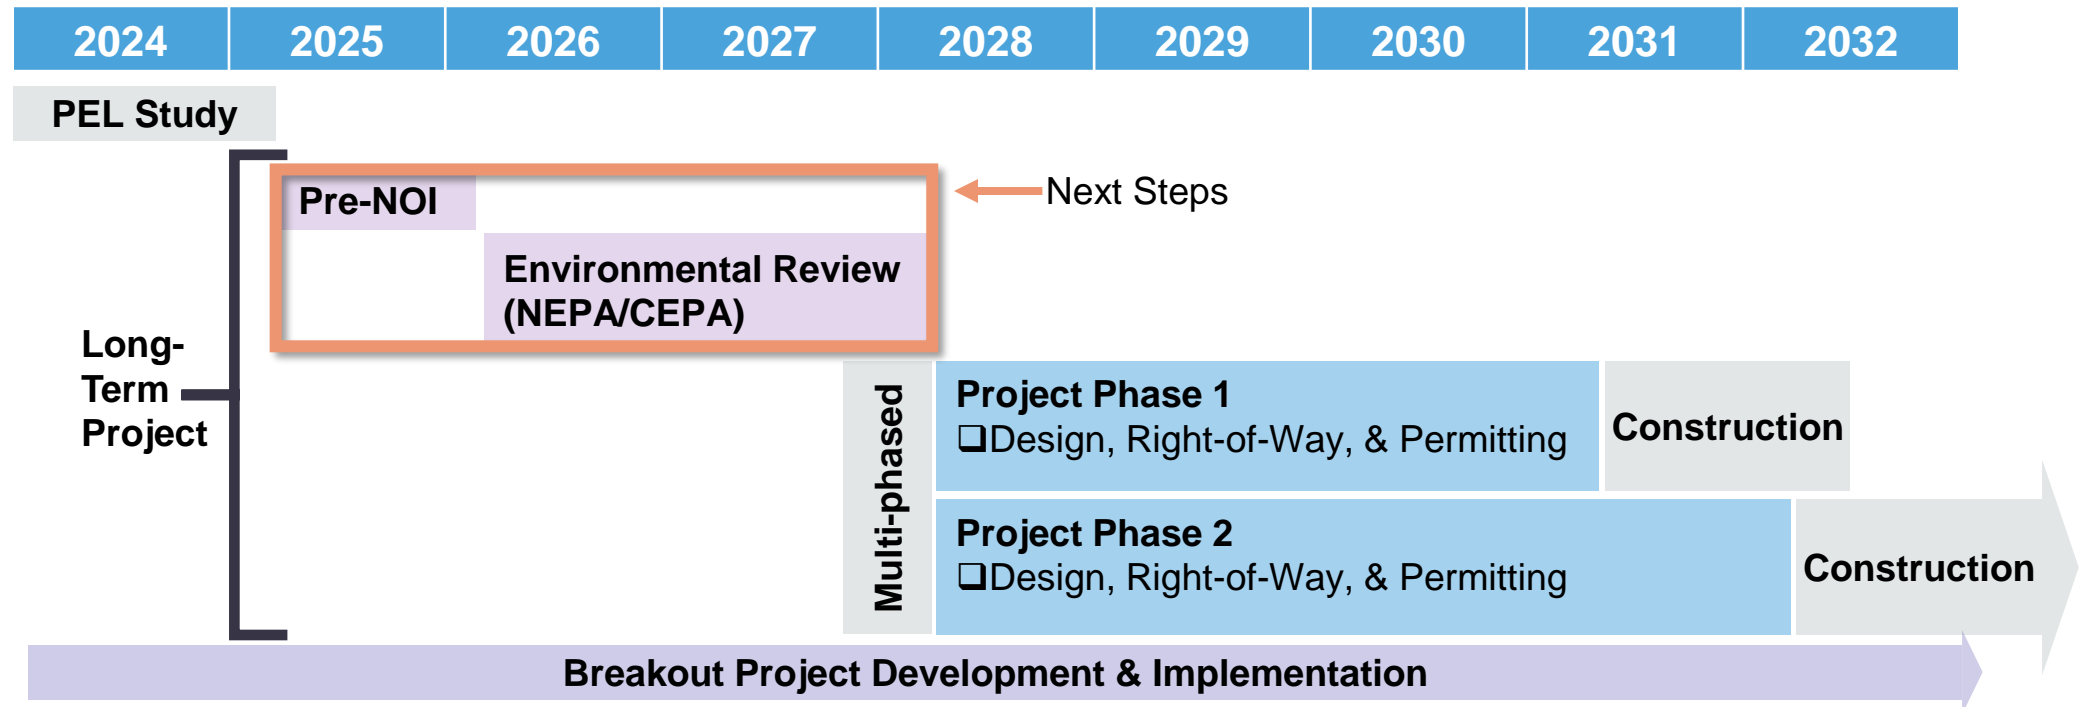 2024 2025 2026 2027 2028 2029 2030 2031 2032
PEL Study
Pre-NOI
Next Steps
Environmental Review
(NEPA/CEPA)
Long-
Term
Project
Multi-phased
Project Phase 1
❑Design, Right-of-Way, & Permitting
Construction
Project Phase 2
❑Design, Right-of-Way, & Permitting
Construction
Breakout Project Development & Implementation